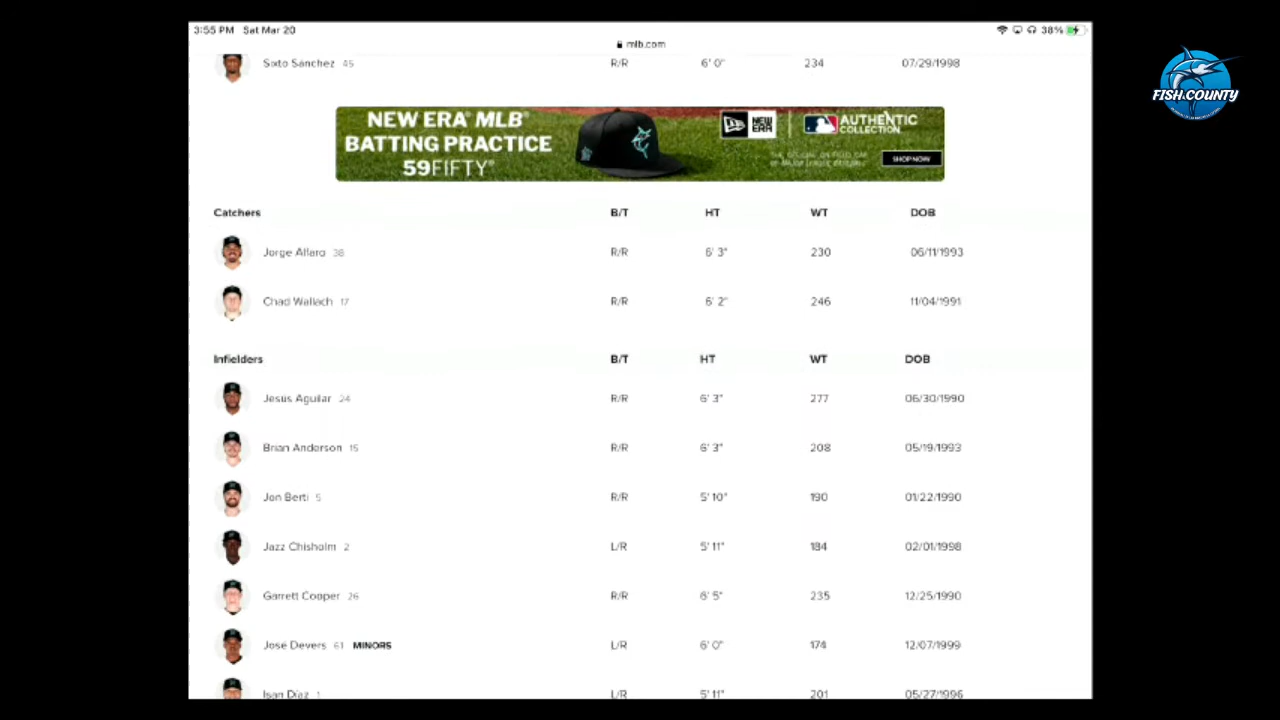 3:55 PM Sat Mar 20 38%
mlb.com
Sixto Sánchez 45 R/R 6' 0" 234 07/29/1998
FISH COUNTY
NEW ERA® MLB® BATTING PRACTICE 59FIFTY®
NEW ERA
AUTHENTIC COLLECTION
SHOP NOW
Catchers B/T HT WT DOB
Jorge Alfaro 38 R/R 6' 3" 230 06/11/1993
Chad Wallach 17 R/R 6' 2" 246 11/04/1991
Infielders B/T HT WT DOB
Jesús Aguilar 24 R/R 6' 3" 277 06/30/1990
Brian Anderson 15 R/R 6' 3" 208 05/19/1993
Jon Berti 5 R/R 5' 10" 190 01/22/1990
Jazz Chisholm 2 L/R 5' 11" 184 02/01/1998
Garrett Cooper 26 R/R 6' 5" 235 12/25/1990
José Devers 61 MINORS L/R 6' 0" 174 12/07/1999
Isan Díaz 1 L/R 5' 11" 201 05/27/1996